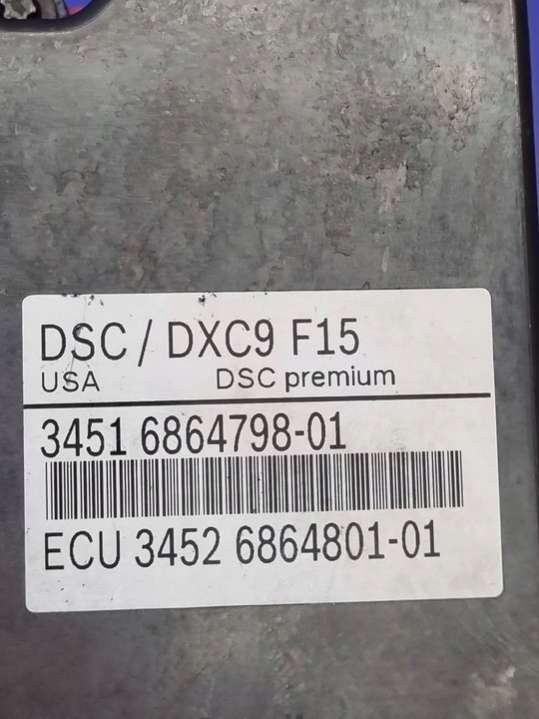 DSC / DXC9 F15
USA DSC premium
3451 6864798-01
ECU 3452 6864801-01